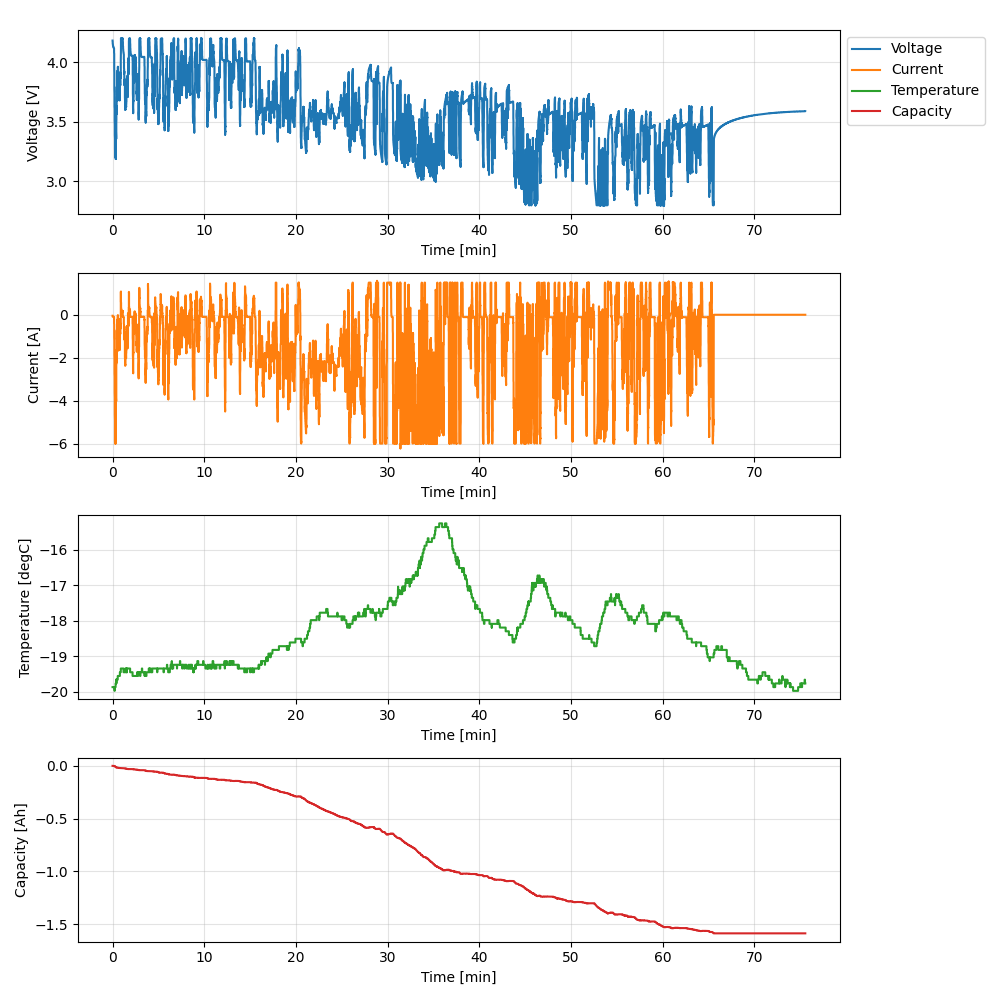 4.0
3.5
3.0
Voltage [V]
0 10 20 30 40 50 60 70
Time [min]
Voltage
Current
Temperature
Capacity
0
−2
−4
−6
Current [A]
0 10 20 30 40 50 60 70
Time [min]
−16
−17
−18
−19
−20
Temperature [degC]
0 10 20 30 40 50 60 70
Time [min]
0.0
−0.5
−1.0
−1.5
Capacity [Ah]
0 10 20 30 40 50 60 70
Time [min]